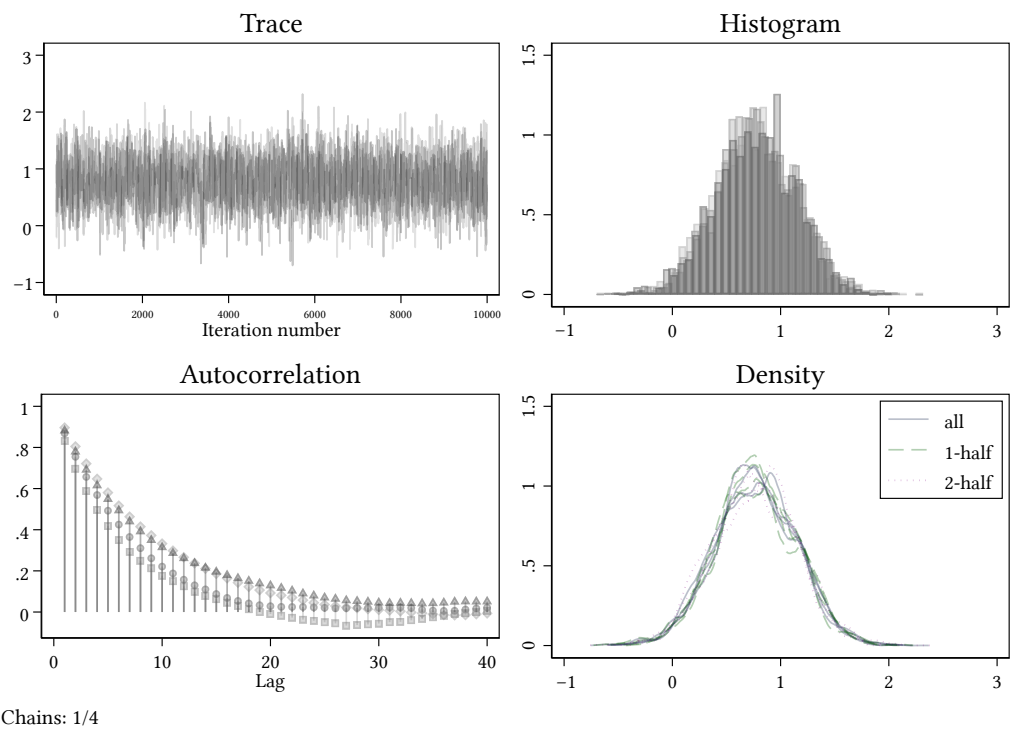 Trace
3
2
1
0
−1
0 2000 4000 6000 8000 10000
Iteration number
Histogram
1.5
1
.5
0
−1 0 1 2 3
Autocorrelation
1
.8
.6
.4
.2
0
0 10 20 30 40
Lag
Density
1.5
1
.5
0
−1 0 1 2 3
all
1-half
2-half
Chains: 1/4